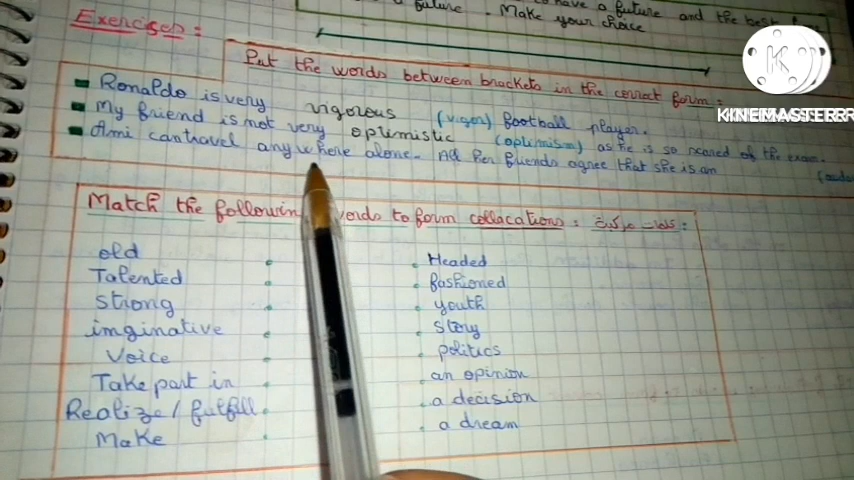 a future. Make your choice
have a future and the best
Exercises :
Put the words between brackets in the correct form :
Ronaldo is very vigorous (vigor) football player.
My friend is not very optimistic (optimism) as he is so scared of the exam.
Ami can travel anywhere alone. All her friends agree that she is an
Match the following words to form collocations : كلمات مركبة :
old
Headed
Talented
fashioned
strong
youth
imginative
story
Voice
politics
Take part in
an opinion
Realize / fulfill
a decision
Make
a dream
K
KINEMASTER